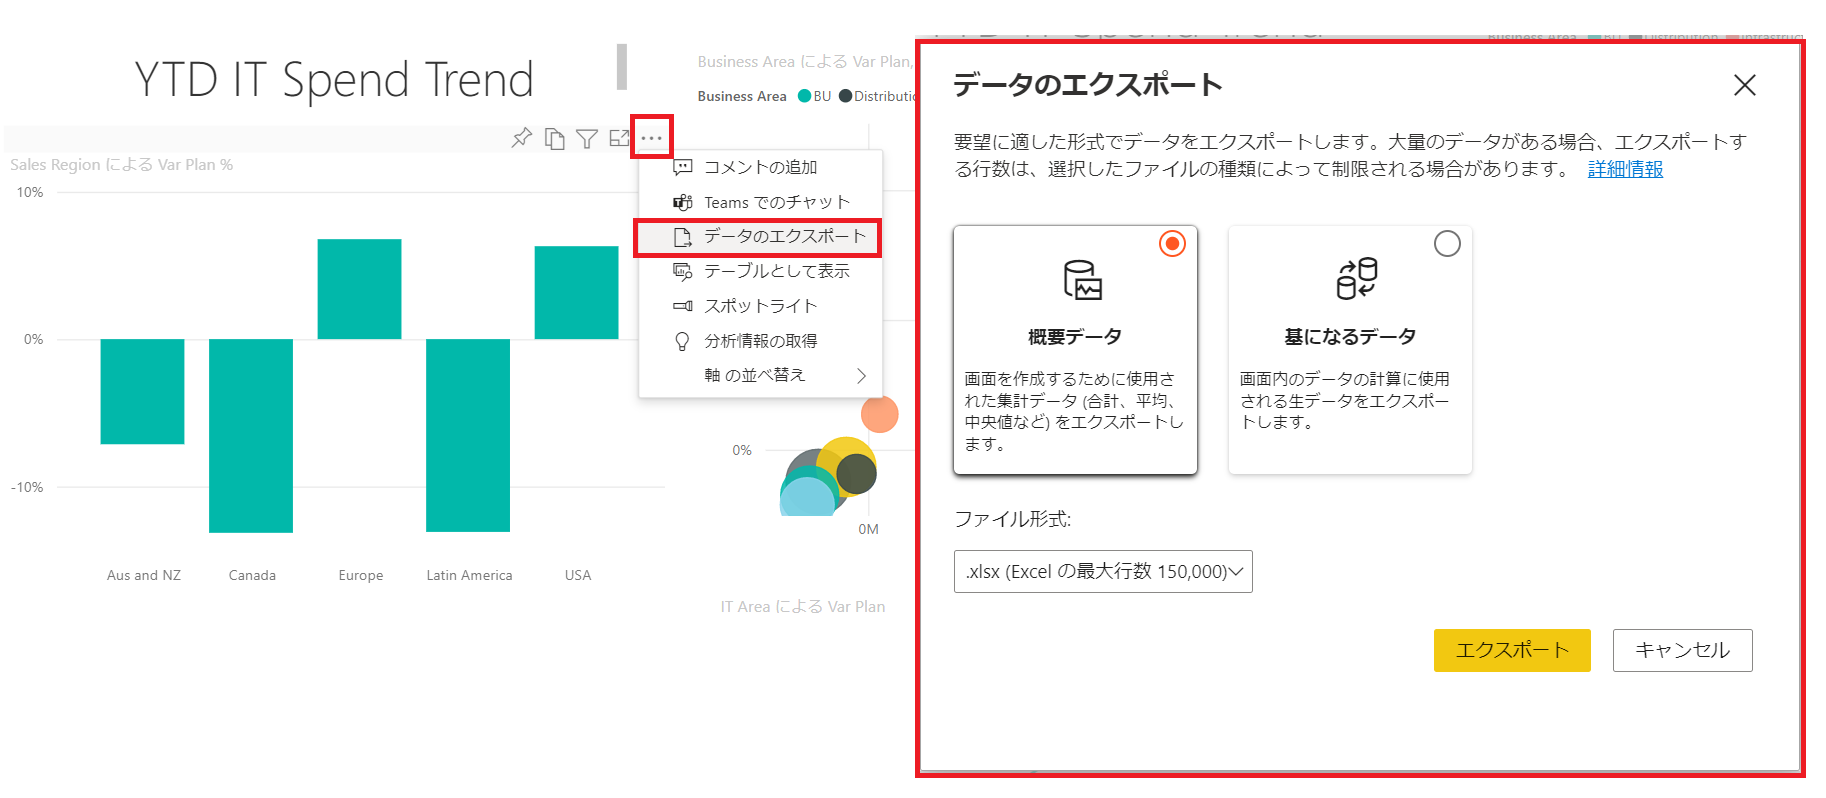 YTD IT Spend Trend
Sales Region による Var Plan %
10%
0%
-10%
Aus and NZ
Canada
Europe
Latin America
USA
Business Area による Var Plan,
Business Area BU Distributio
コメントの追加
Teams でのチャット
データのエクスポート
テーブルとして表示
スポットライト
分析情報の取得
軸 の並べ替え
0%
0M
IT Area による Var Plan
Business Area BU Distribution Infrastruct
データのエクスポート
要望に適した形式でデータをエクスポートします。大量のデータがある場合、エクスポートす
る行数は、選択したファイルの種類によって制限される場合があります。 詳細情報
概要データ
画面を作成するために使用さ
れた集計データ (合計、平均、
中央値など) をエクスポートし
ます。
基になるデータ
画面内のデータの計算に使用
される生データをエクスポー
トします。
ファイル形式:
.xlsx (Excel の最大行数 150,000)
エクスポート
キャンセル